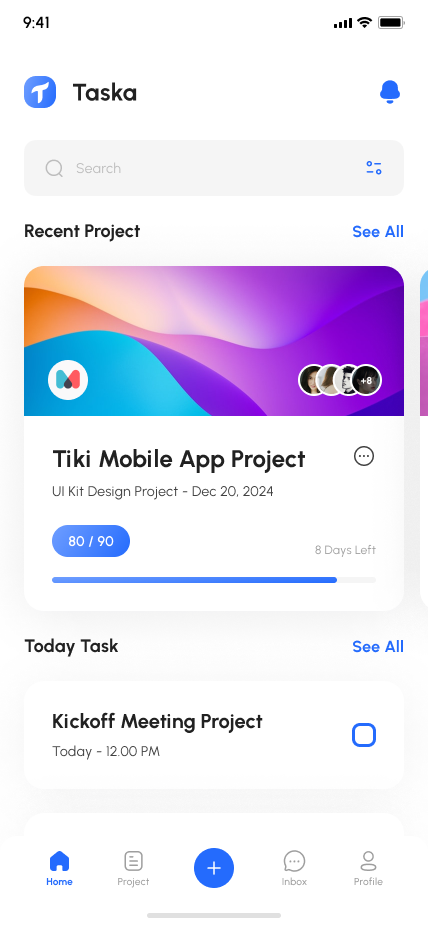 9:41
Taska
Search
Recent Project
See All
+8
Tiki Mobile App Project
UI Kit Design Project - Dec 20, 2024
80 / 90
8 Days Left
Today Task
See All
Kickoff Meeting Project
Today - 12.00 PM
Home
Project
Inbox
Profile